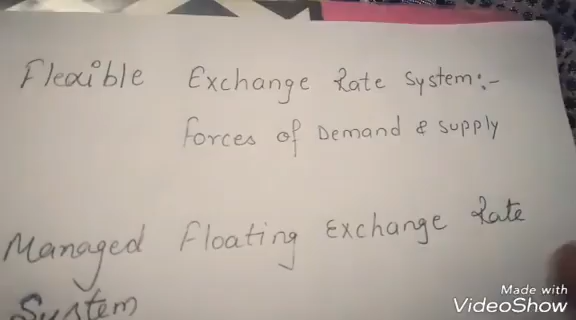 Flexible Exchange Rate System:-
Forces of Demand & Supply
Managed Floating Exchange Rate
System
Made with
VideoShow